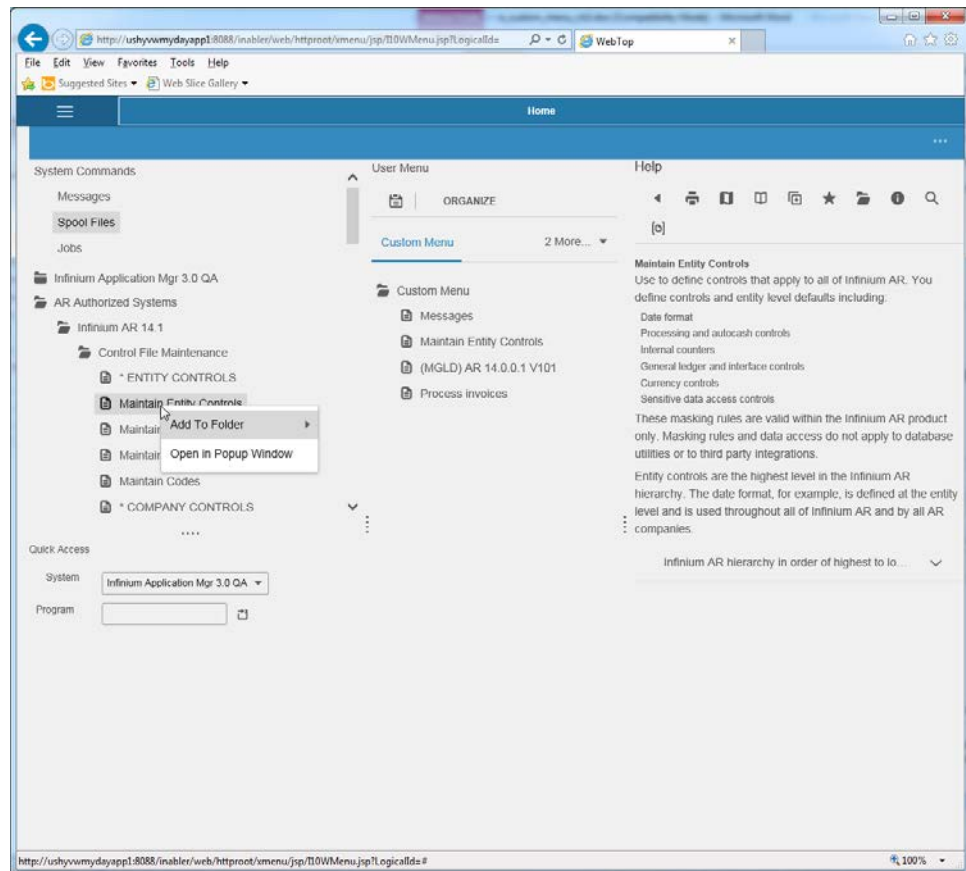 http://ushyvwmydayapp1:8088/inabler/web/httproot/xmenu/jsp/I10WMenu.jsp?LogicalId=
WebTop
File Edit View Favorites Tools Help
Suggested Sites Web Slice Gallery
Home
System Commands
Messages
Spool Files
Jobs
Infinium Application Mgr 3.0 QA
AR Authorized Systems
Infinium AR 14.1
Control File Maintenance
* ENTITY CONTROLS
Maintain Entity Controls
Maintain
Maintain
Maintain Codes
* COMPANY CONTROLS
Add To Folder
Open in Popup Window
....
Quick Access
System
Infinium Application Mgr 3.0 QA
Program
User Menu
ORGANIZE
Custom Menu
2 More...
Custom Menu
Messages
Maintain Entity Controls
(MGLD) AR 14.0.0.1 V101
Process invoices
Help
[o]
Maintain Entity Controls
Use to define controls that apply to all of Infinium AR. You
define controls and entity level defaults including:
Date format
Processing and autocash controls
Internal counters
General ledger and interface controls
Currency controls
Sensitive data access controls
These masking rules are valid within the Infinium AR product
only. Masking rules and data access do not apply to database
utilities or to third party integrations.
Entity controls are the highest level in the Infinium AR
hierarchy. The date format, for example, is defined at the entity
level and is used throughout all of Infinium AR and by all AR
companies.
Infinium AR hierarchy in order of highest to lo...
http://ushyvwmydayapp1:8088/inabler/web/httproot/xmenu/jsp/I10WMenu.jsp?LogicalId=#
100%